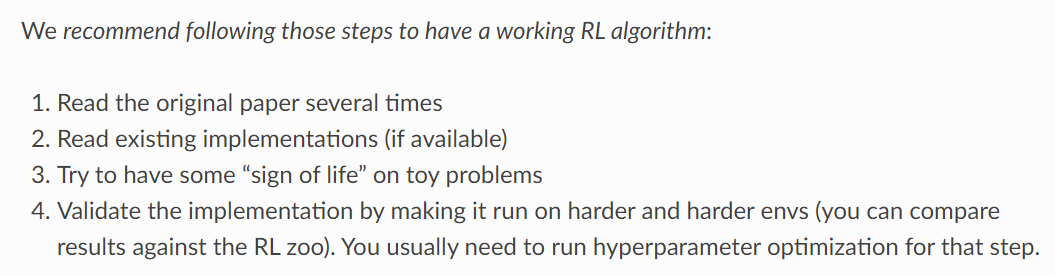 We recommend following those steps to have a working RL algorithm:
1. Read the original paper several times
2. Read existing implementations (if available)
3. Try to have some “sign of life” on toy problems
4. Validate the implementation by making it run on harder and harder envs (you can compare
results against the RL zoo). You usually need to run hyperparameter optimization for that step.